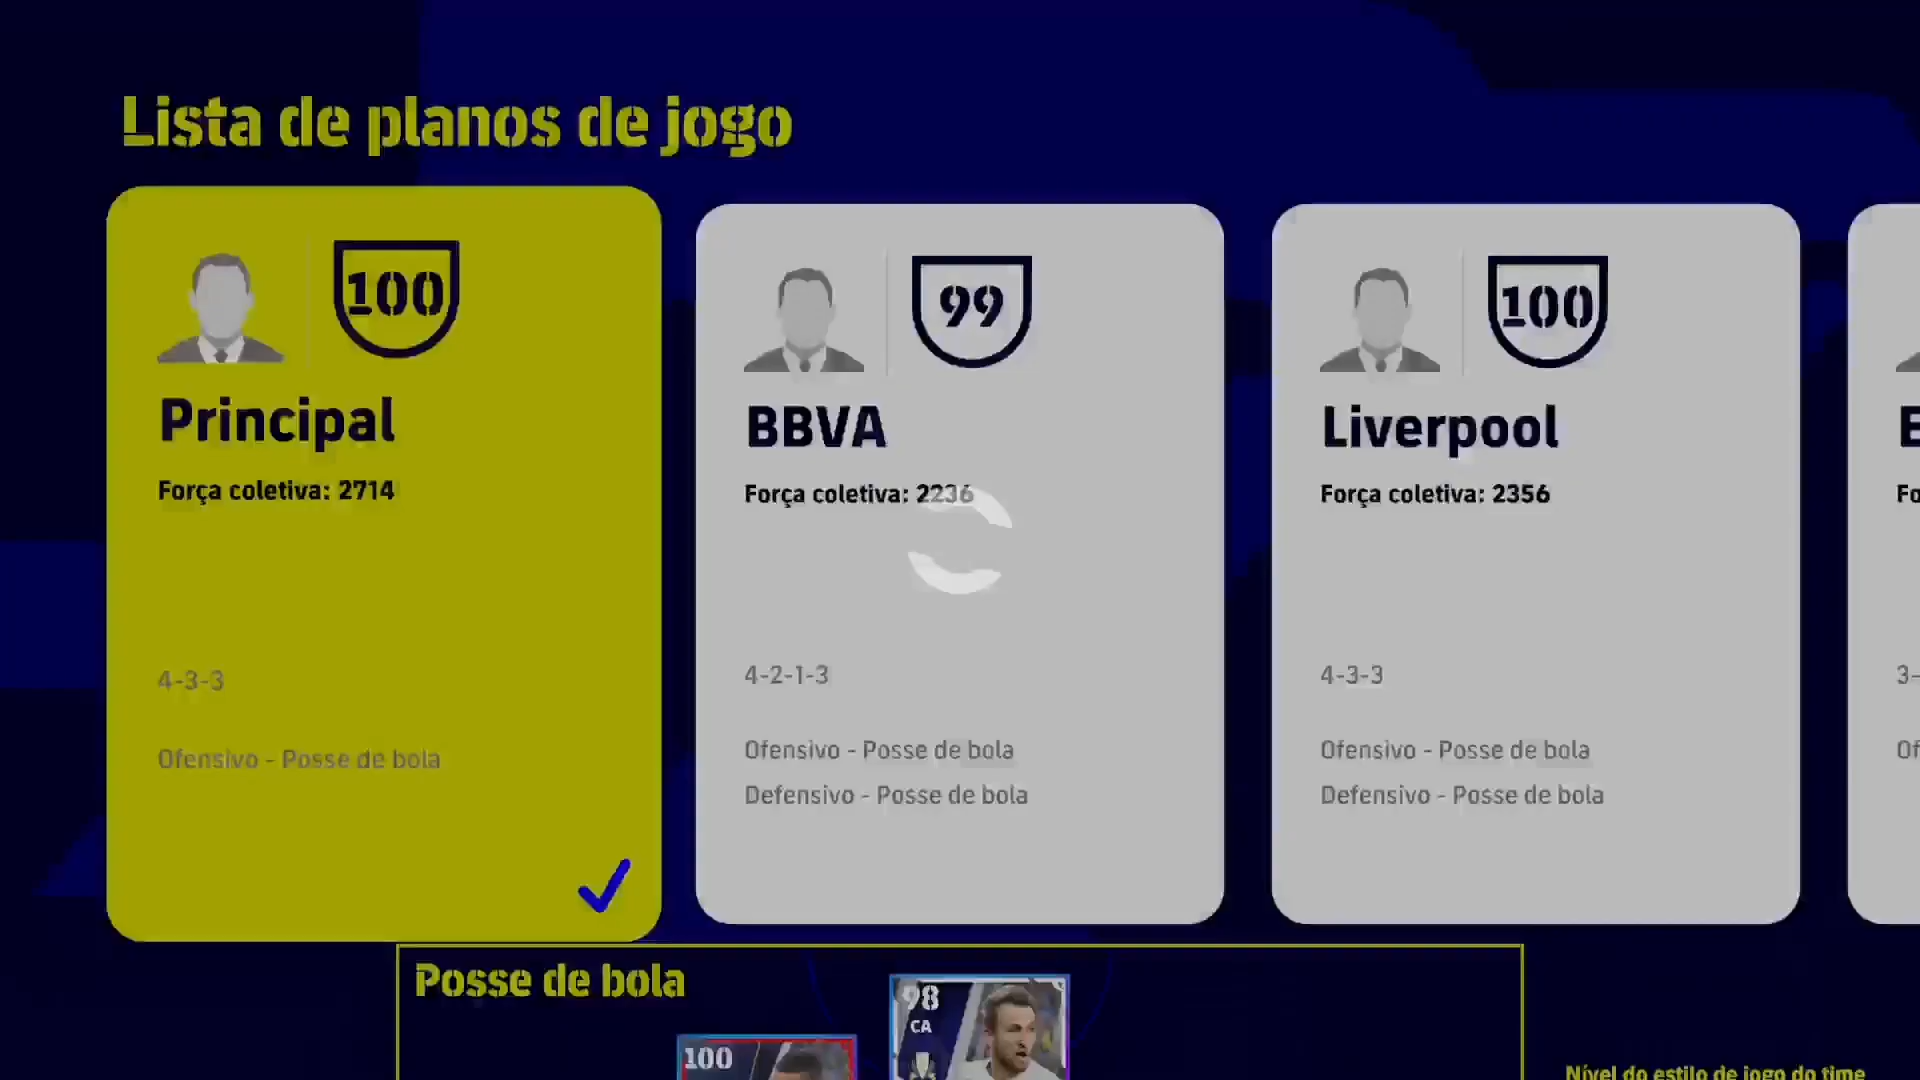 Lista de planos de jogo
100
Principal
Força coletiva: 2714
4-3-3
Ofensivo - Posse de bola
99
BBVA
Força coletiva: 2236
4-2-1-3
Ofensivo - Posse de bola
Defensivo - Posse de bola
100
Liverpool
Força coletiva: 2356
4-3-3
Ofensivo - Posse de bola
Defensivo - Posse de bola
Posse de bola
98
CA
100
Nível do estilo de jogo do time